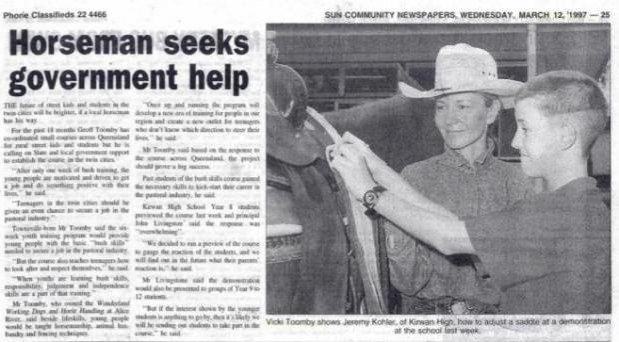 Phone Classifieds 22 4466
SUN COMMUNITY NEWSPAPERS, WEDNESDAY, MARCH 12, 1997 — 25
Horseman seeks
government help
THE future of street kids and students in the
twin cities will be brighter, if a local horseman
has his way.
For the past 18 months Geoff Toomby has
co-ordinated small courses across Queensland
for rural street kids and students but he is
calling on State and local government support
to establish the course in the twin cities.
"After only one week of bush training, the
young people are motivated and driven to get
a job and do something positive with their
lives," he said.
"Teenagers in the twin cities should be
given an even chance to secure a job in the
pastoral industry."
Townsville-born Mr Toomby said the six-
week youth training program would provide
young people with the basic "bush skills"
needed to secure a job in the pastoral industry.
"But the course also teaches teenagers how
to look after and respect themselves," he said.
"When youths are learning bush skills,
responsibility, judgement and independence
skills are a part of that training."
Mr Toomby, who owned the Wonderland
Working Dogs and Horse Handling at Alice
River, said beside lifeskills, young people
would be taught horsemanship, animal hus-
bandry and fencing techniques.
"Once up and running the program will
develop a new era of training for people in our
region and create a new outlet for teenagers
who don't know which direction to steer their
lives," he said.
Mr Toomby said based on the response to
the course across Queensland, the project
should prove a big success.
Past students of the bush skills course gained
the necessary skills to kick-start their career in
the pastoral industry, he said.
Kirwan High School Year 8 students
previewed the course last week and principal
John Livingston said the response was
"overwhelming".
"We decided to run a preview of the course
to gauge the reaction of the students, and we
will find out in the future what their parents'
reaction is," he said.
Mr Livingstone said the demonstration
would also be presented to groups of Year 9 to
12 students.
"But if the interest shown by the younger
students is anything to go by, then it's likely we
will be sending our students to take part in the
course," he said.
Vicki Toomby shows Jeremy Kohler, of Kirwan High, how to adjust a saddle at a demonstration
at the school last week.